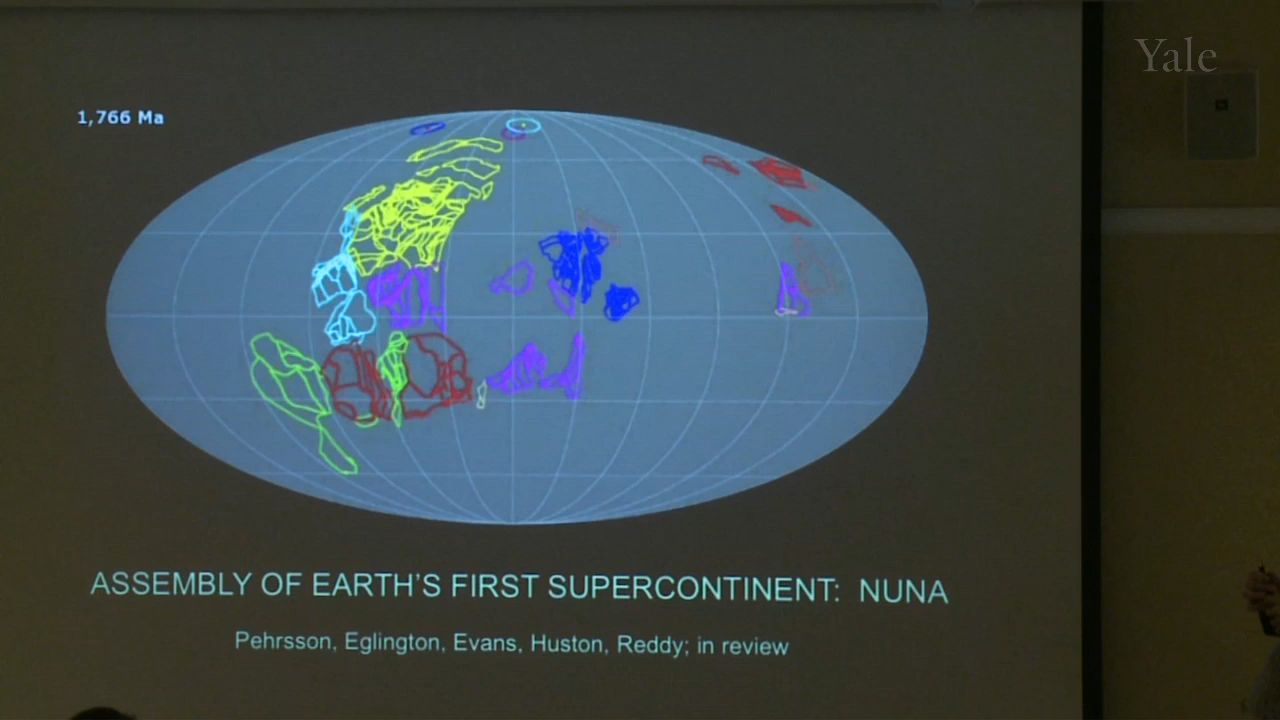 Yale
1,766 Ma
ASSEMBLY OF EARTH'S FIRST SUPERCONTINENT: NUNA
Pehrsson, Eglington, Evans, Huston, Reddy; in review